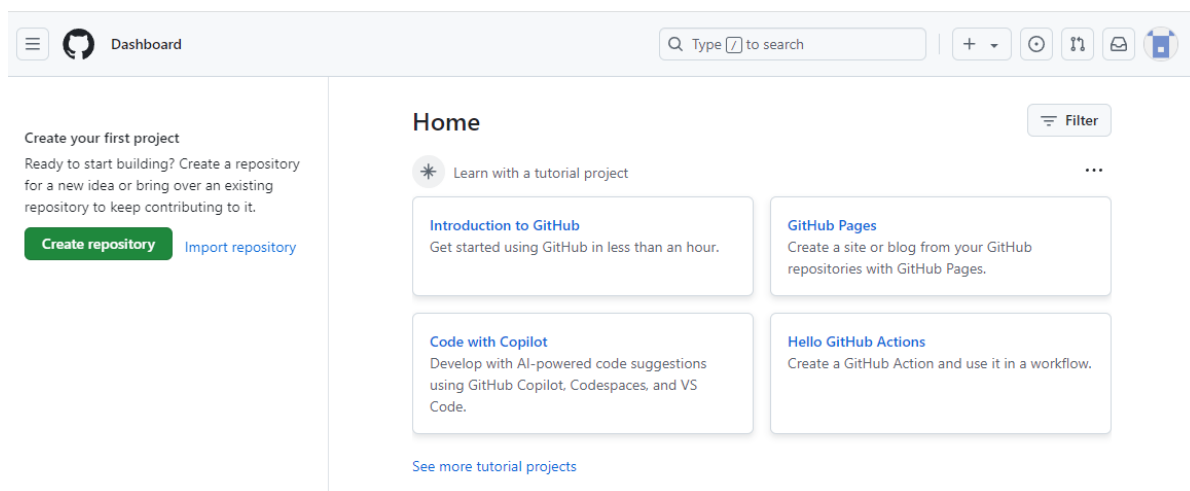 Dashboard
Type / to search
Create your first project
Ready to start building? Create a repository
for a new idea or bring over an existing
repository to keep contributing to it.
Create repository
Import repository
Home
Filter
Learn with a tutorial project
Introduction to GitHub
Get started using GitHub in less than an hour.
GitHub Pages
Create a site or blog from your GitHub
repositories with GitHub Pages.
Code with Copilot
Develop with AI-powered code suggestions
using GitHub Copilot, Codespaces, and VS
Code.
Hello GitHub Actions
Create a GitHub Action and use it in a workflow.
See more tutorial projects